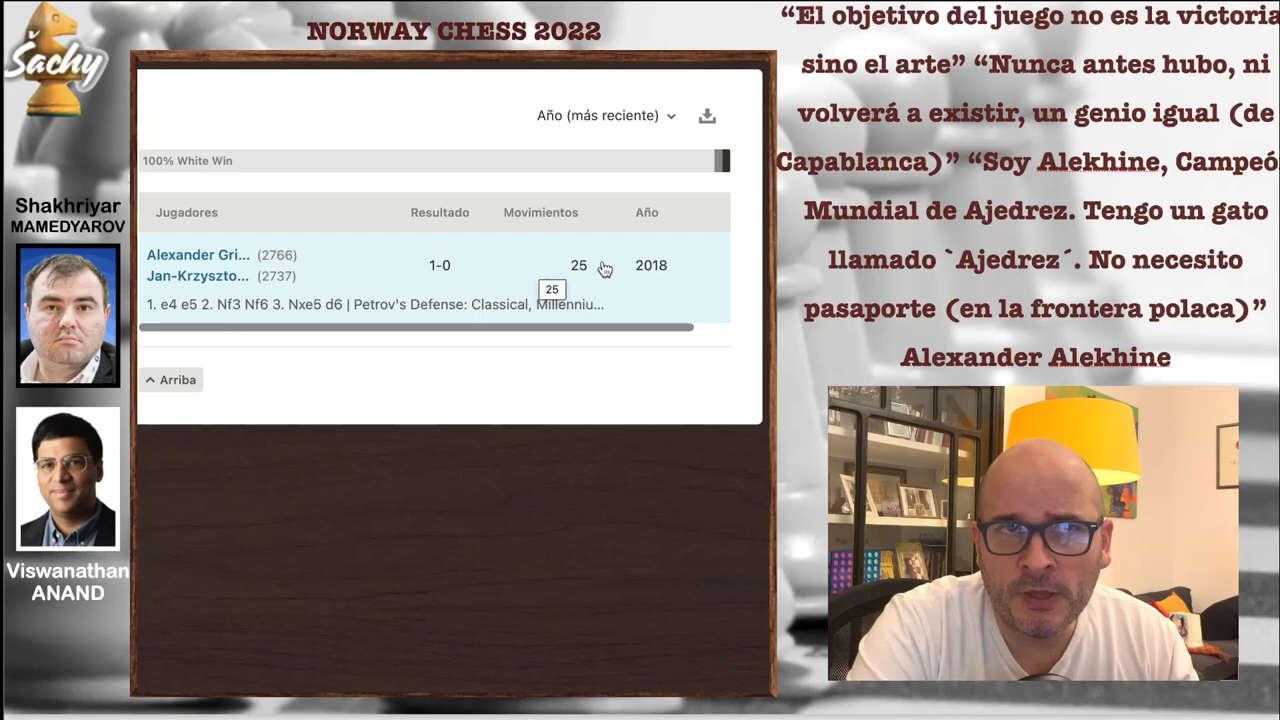 Šachy
NORWAY CHESS 2022
Shakhriyar
MAMEDYAROV
Viswanathan
ANAND
Año (más reciente)
100% White Win
Jugadores Resultado Movimientos Año
Alexander Gri... (2766)
Jan-Krzyszto... (2737)
1-0 25 2018
25
1. e4 e5 2. Nf3 Nf6 3. Nxe5 d6 | Petrov's Defense: Classical, Millenniu...
Arriba
“El objetivo del juego no es la victoria
sino el arte” “Nunca antes hubo, ni
volverá a existir, un genio igual (de
Capablanca)” “Soy Alekhine, Campeó
Mundial de Ajedrez. Tengo un gato
llamado `Ajedrez´. No necesito
pasaporte (en la frontera polaca)”
Alexander Alekhine